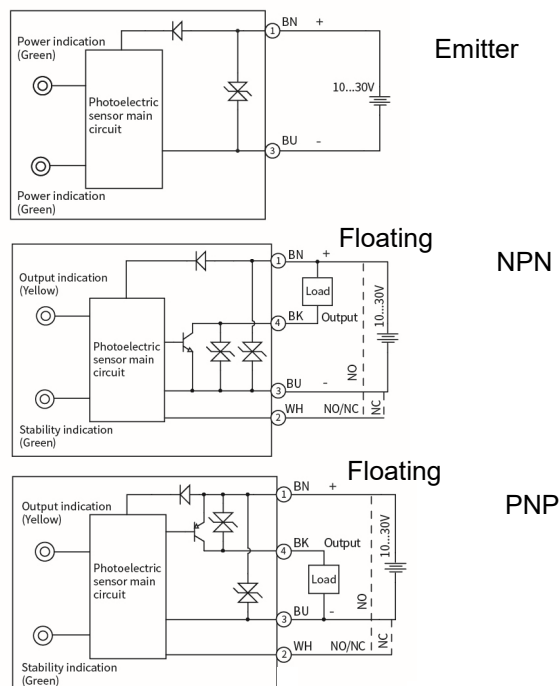 Power indication
(Green)
Photoelectric
sensor main
circuit
Power indication
(Green)
1 BN +
10...30V
3 BU -
Emitter
Floating
NPN
Output indication
(Yellow)
Photoelectric
sensor main
circuit
Stability indication
(Green)
1 BN +
Load
4 BK Output
10...30V
NO
3 BU -
2 WH NO/NC
NC
Floating
PNP
Output indication
(Yellow)
Photoelectric
sensor main
circuit
Stability indication
(Green)
1 BN +
4 BK Output
Load
10...30V
NO
3 BU -
2 WH NO/NC
NC